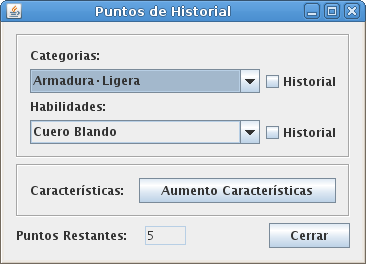 Puntos de Historial
Categorias:
Armadura·Ligera
Historial
Habilidades:
Cuero Blando
Historial
Características:
Aumento Características
Puntos Restantes:
5
Cerrar